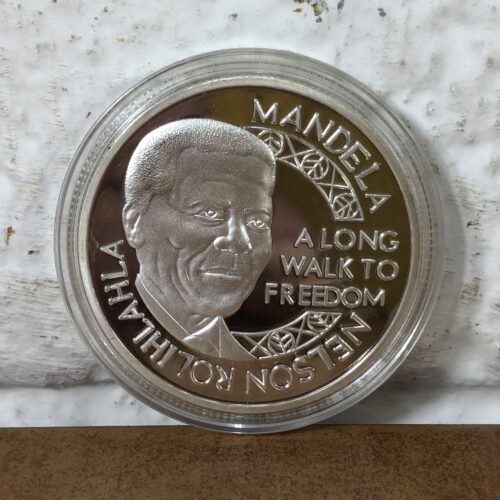 MANDELA
A LONG
WALK TO
FREEDOM
NELSON ROLIHLAHLA